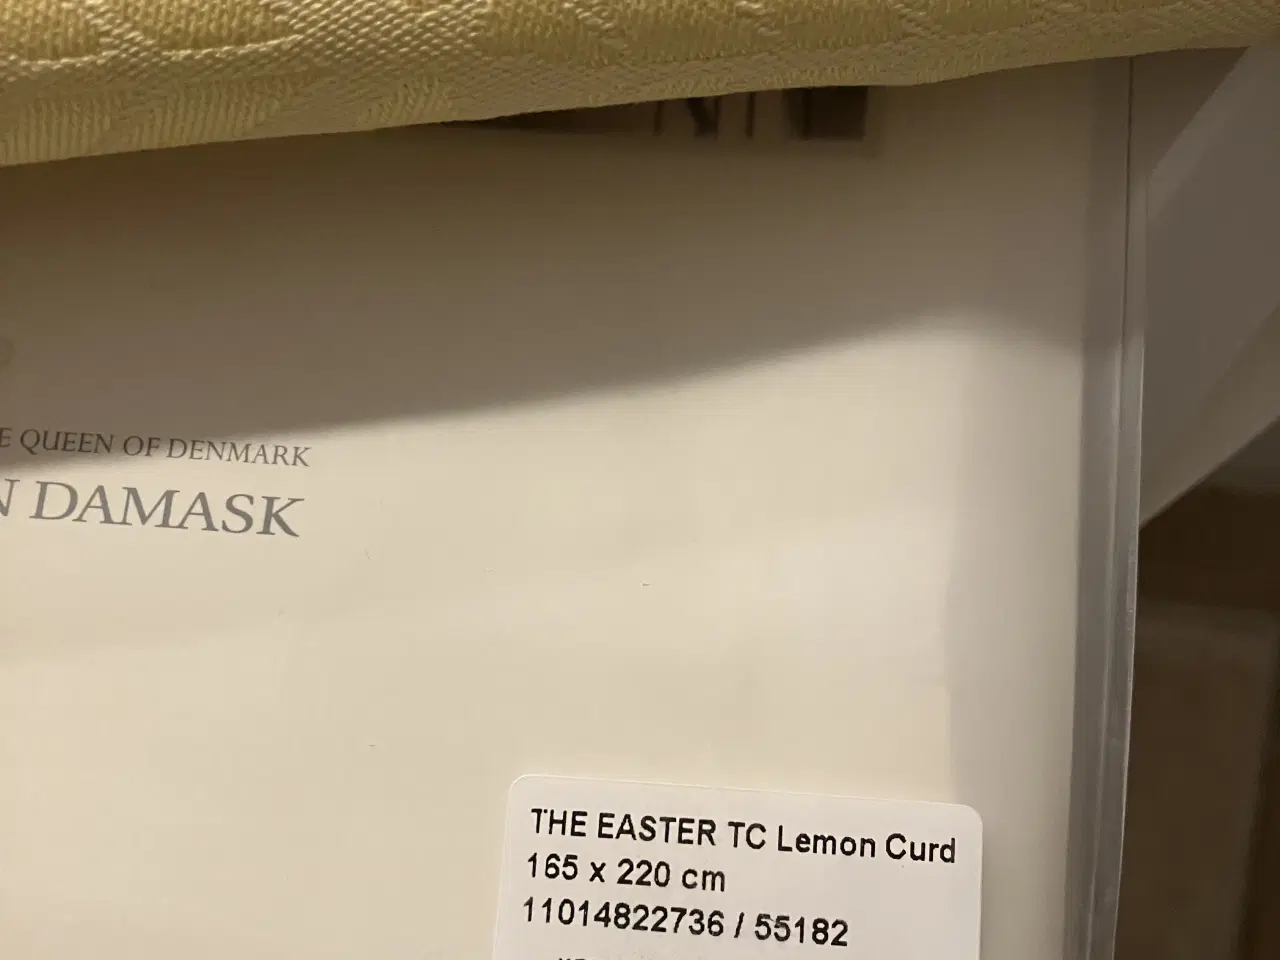 E QUEEN OF DENMARK
N DAMASK
THE EASTER TC Lemon Curd
165 x 220 cm
11014822736 / 55182